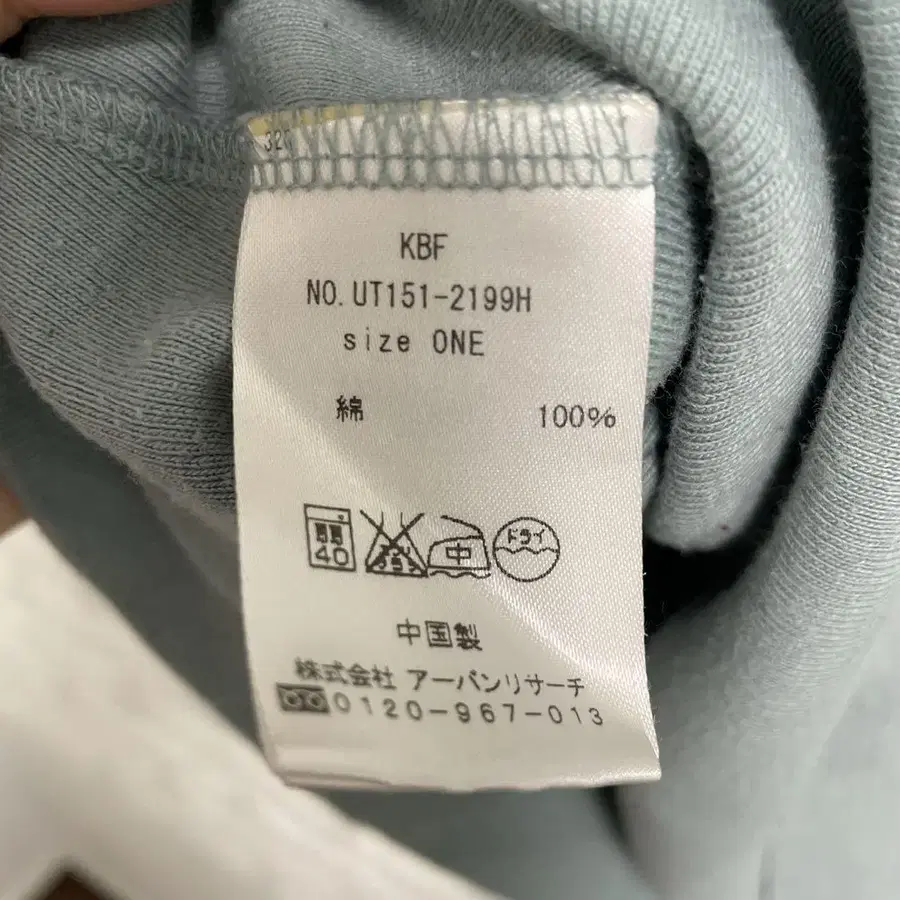 KBF
NO. UT151-2199H
size ONE
綿 100%
40 中 ドライ
中国製
株式会社 アーバンリサーチ
0120-967-013